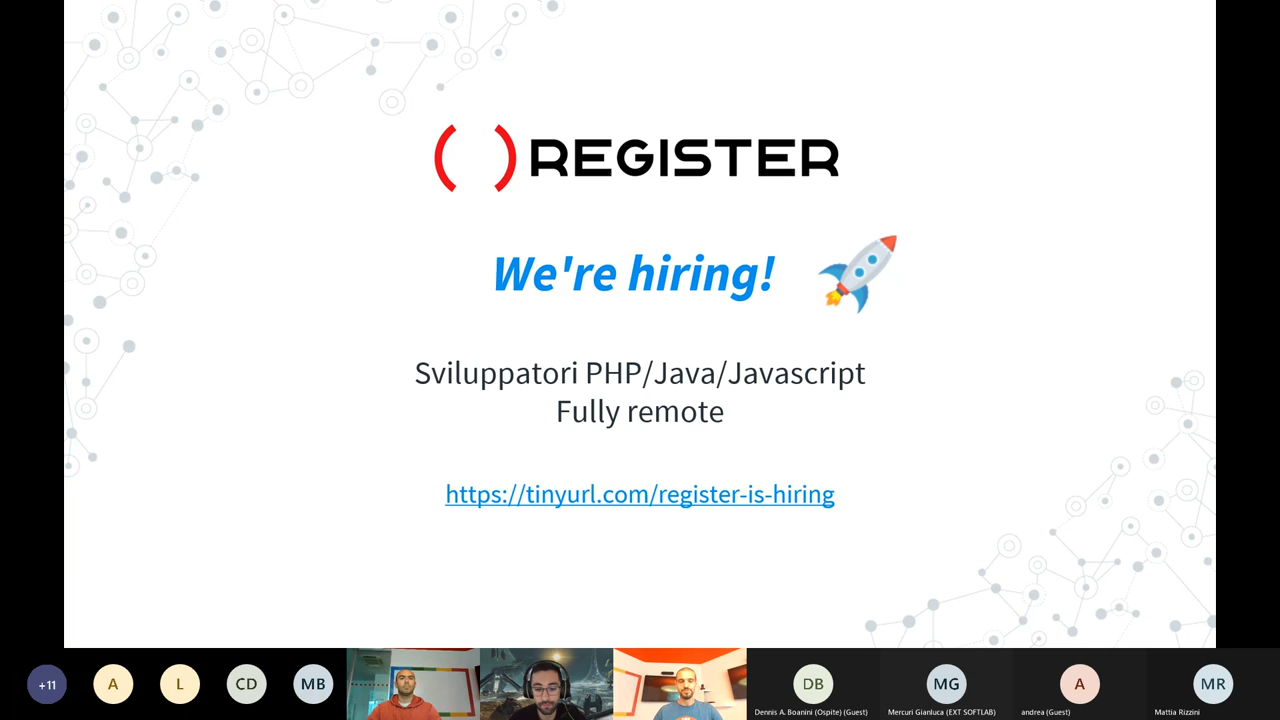 REGISTER
We're hiring!
Sviluppatori PHP/Java/Javascript
Fully remote
https://tinyurl.com/register-is-hiring
+11
A
L
CD
MB
DB
MG
A
MR
Dennis A. Boanini (Ospite) (Guest)
Mercuri Gianluca (EXT SOFTLAB)
andrea (Guest)
Mattia Rizzini